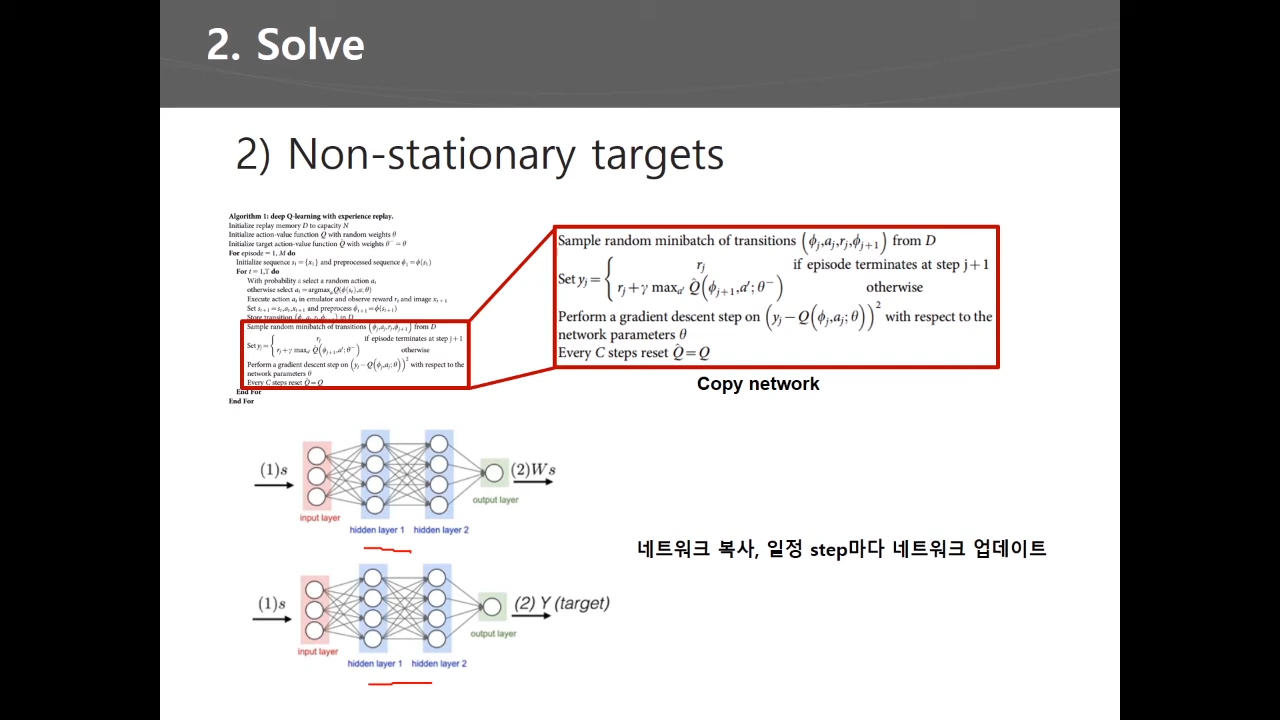 2. Solve
2) Non-stationary targets
Algorithm 1: deep Q-learning with experience replay.
Initialize replay memory D to capacity N
Initialize action-value function Q with random weights θ
Initialize target action-value function Q̂ with weights θ⁻ = θ
For episode = 1, M do
Initialize sequence s₁ = {x₁} and preprocessed sequence ϕ₁ = ϕ(s₁)
For t = 1,T do
With probability ε select a random action aₜ
otherwise select aₜ = argmaxₐ Q(ϕ(sₜ),a; θ)
Execute action aₜ in emulator and observe reward rₜ and image xₜ₊₁
Set sₜ₊₁ = sₜ,aₜ,xₜ₊₁ and preprocess ϕₜ₊₁ = ϕ(sₜ₊₁)
Store transition in D
Sample random minibatch of transitions (ϕⱼ,aⱼ,rⱼ,ϕⱼ₊₁) from D
Set yⱼ = { rⱼ if episode terminates at step j+1
rⱼ + γ maxₐ′ Q̂(ϕⱼ₊₁,a′; θ⁻) otherwise
Perform a gradient descent step on (yⱼ − Q(ϕⱼ,aⱼ; θ))² with respect to the
network parameters θ
Every C steps reset Q̂ = Q
End For
End For
Sample random minibatch of transitions (ϕⱼ,aⱼ,rⱼ,ϕⱼ₊₁) from D
Set yⱼ = { rⱼ if episode terminates at step j+1
rⱼ + γ maxₐ′ Q̂(ϕⱼ₊₁,a′; θ⁻) otherwise
Perform a gradient descent step on (yⱼ − Q(ϕⱼ,aⱼ; θ))² with respect to the
network parameters θ
Every C steps reset Q̂ = Q
Copy network
(1)s
(2)Ws
input layer
hidden layer 1
hidden layer 2
output layer
네트워크 복사, 일정 step마다 네트워크 업데이트
(1)s
(2) Y (target)
input layer
hidden layer 1
hidden layer 2
output layer